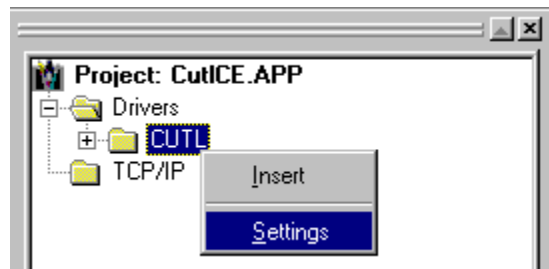 Project: CutICE.APP
Drivers
CUTL
TCP/IP
Insert
Settings